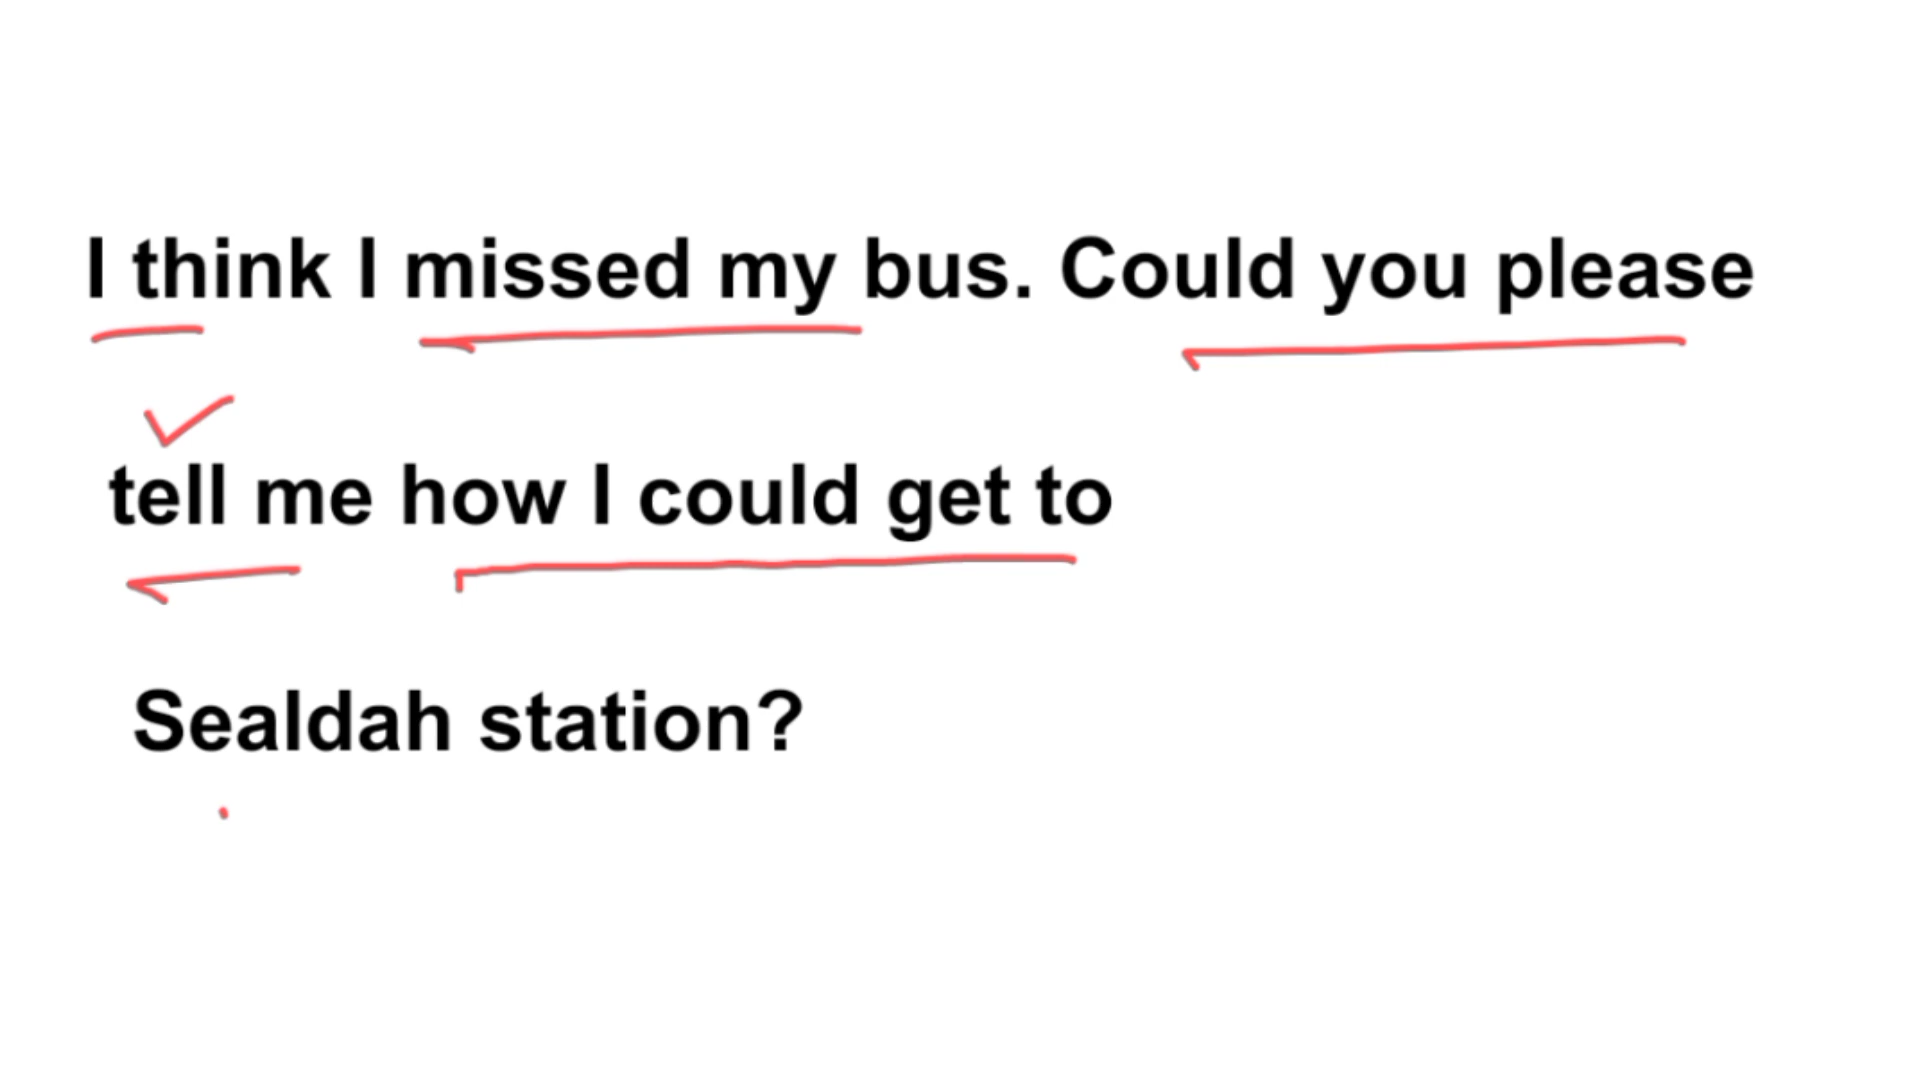 I think I missed my bus. Could you please
tell me how I could get to
Sealdah station?